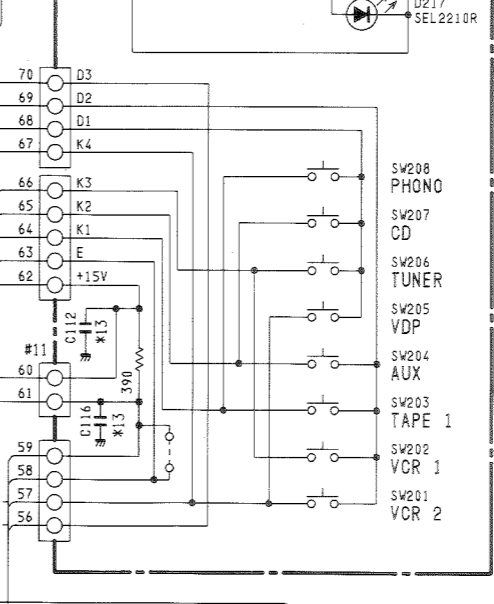 D217
SEL2210R
70 D3
69 D2
68 D1
67 K4
66 K3
65 K2
64 K1
63 E
62 +15V
C112
*13
#11
60
61
390
C116
*13
59
58
57
56
SW208
PHONO
SW207
CD
SW206
TUNER
SW205
VDP
SW204
AUX
SW203
TAPE 1
SW202
VCR 1
SW201
VCR 2